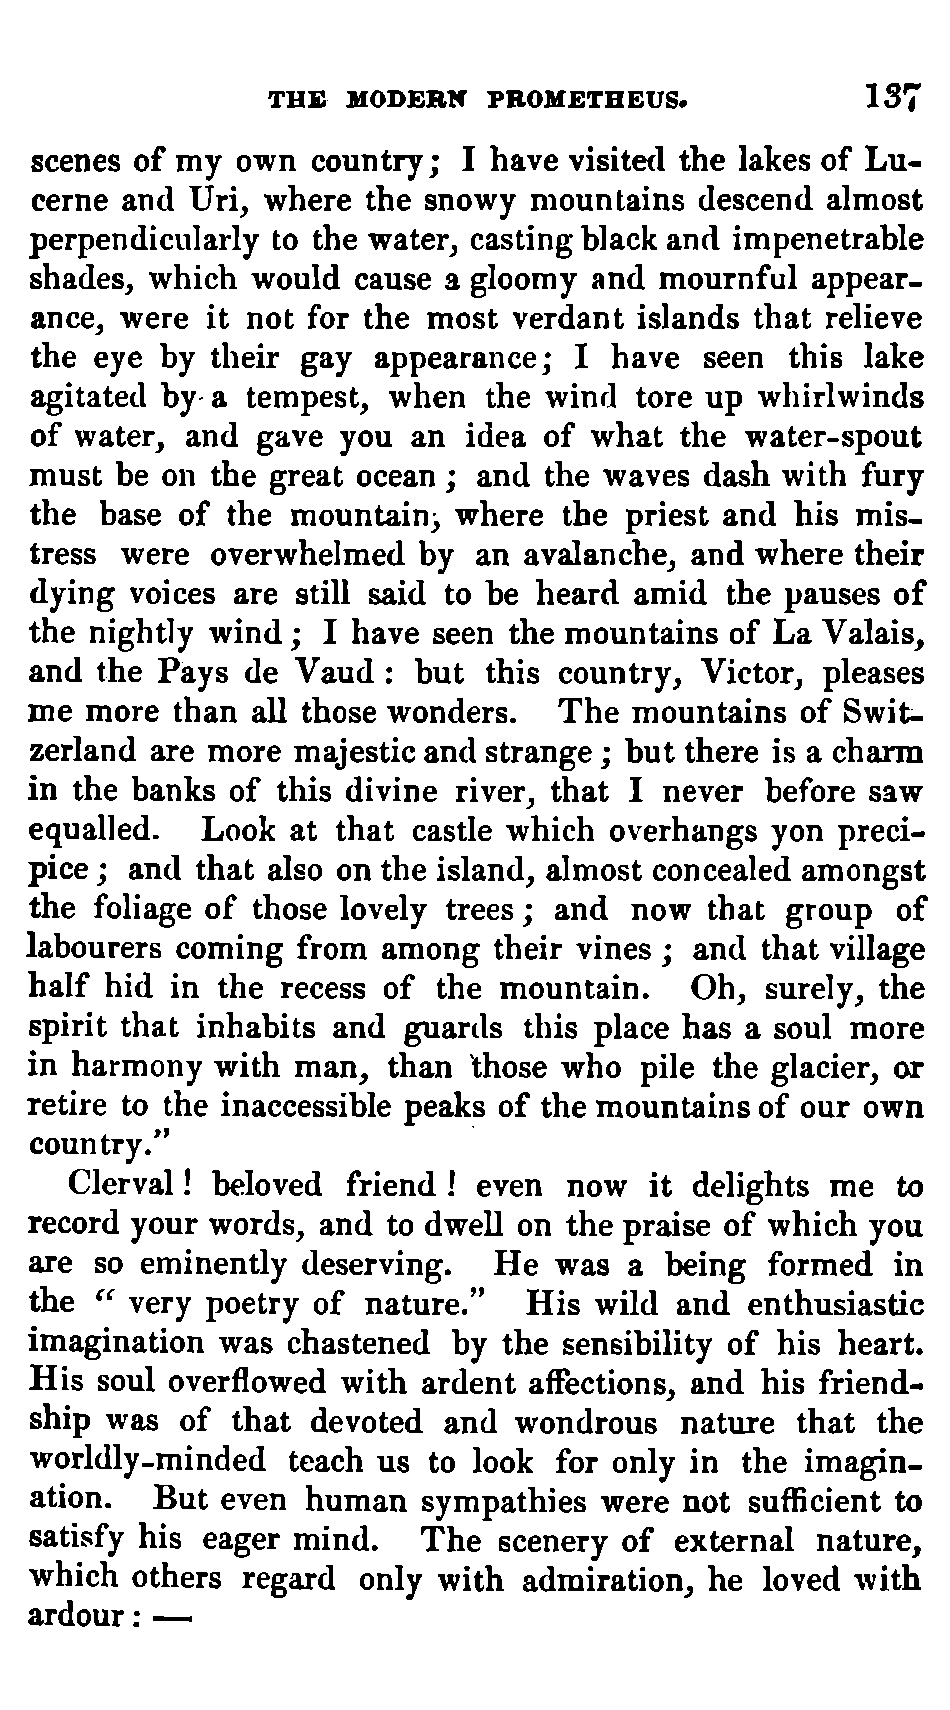 THE MODERN PROMETHEUS. 137
scenes of my own country; I have visited the lakes of Lu-
cerne and Uri, where the snowy mountains descend almost
perpendicularly to the water, casting black and impenetrable
shades, which would cause a gloomy and mournful appear-
ance, were it not for the most verdant islands that relieve
the eye by their gay appearance; I have seen this lake
agitated by a tempest, when the wind tore up whirlwinds
of water, and gave you an idea of what the water-spout
must be on the great ocean ; and the waves dash with fury
the base of the mountain, where the priest and his mis-
tress were overwhelmed by an avalanche, and where their
dying voices are still said to be heard amid the pauses of
the nightly wind ; I have seen the mountains of La Valais,
and the Pays de Vaud : but this country, Victor, pleases
me more than all those wonders. The mountains of Swit-
zerland are more majestic and strange ; but there is a charm
in the banks of this divine river, that I never before saw
equalled. Look at that castle which overhangs yon preci-
pice ; and that also on the island, almost concealed amongst
the foliage of those lovely trees ; and now that group of
labourers coming from among their vines ; and that village
half hid in the recess of the mountain. Oh, surely, the
spirit that inhabits and guards this place has a soul more
in harmony with man, than those who pile the glacier, or
retire to the inaccessible peaks of the mountains of our own
country."
Clerval ! beloved friend ! even now it delights me to
record your words, and to dwell on the praise of which you
are so eminently deserving. He was a being formed in
the “ very poetry of nature.” His wild and enthusiastic
imagination was chastened by the sensibility of his heart.
His soul overflowed with ardent affections, and his friend-
ship was of that devoted and wondrous nature that the
worldly-minded teach us to look for only in the imagin-
ation. But even human sympathies were not sufficient to
satisfy his eager mind. The scenery of external nature,
which others regard only with admiration, he loved with
ardour : —